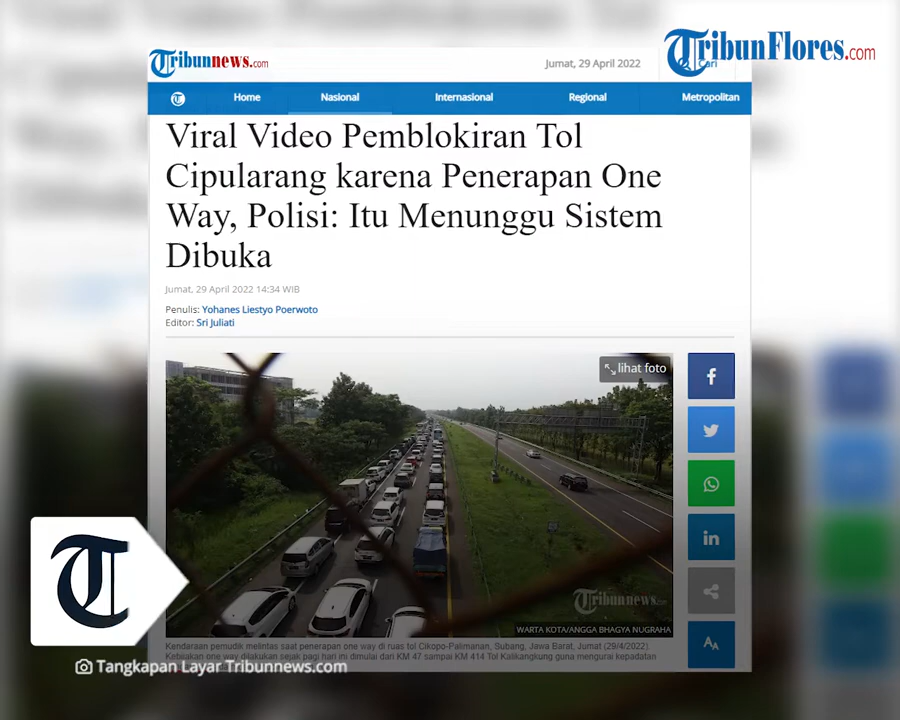 Tribunnews.com
Jumat, 29 April 2022
TribunFlores.com
Cari
Home
Nasional
Internasional
Regional
Metropolitan
Viral Video Pemblokiran Tol
Cipularang karena Penerapan One
Way, Polisi: Itu Menunggu Sistem
Dibuka
Jumat, 29 April 2022 14:34 WIB
Penulis: Yohanes Liestyo Poerwoto
Editor: Sri Juliati
lihat foto
Tribunnews.com
WARTA KOTA/ANGGA BHAGYA NUGRAHA
Kendaraan pemudik melintas saat penerapan one way di ruas tol Cikopo-Palimanan, Subang, Jawa Barat, Jumat (29/4/2022).
Kebijakan one way dilakukan sejak pagi hari ini dimulai dari KM 47 sampai KM 414 Tol Kalikangkung guna mengurai kepadatan
Tangkapan Layar Tribunnews.com